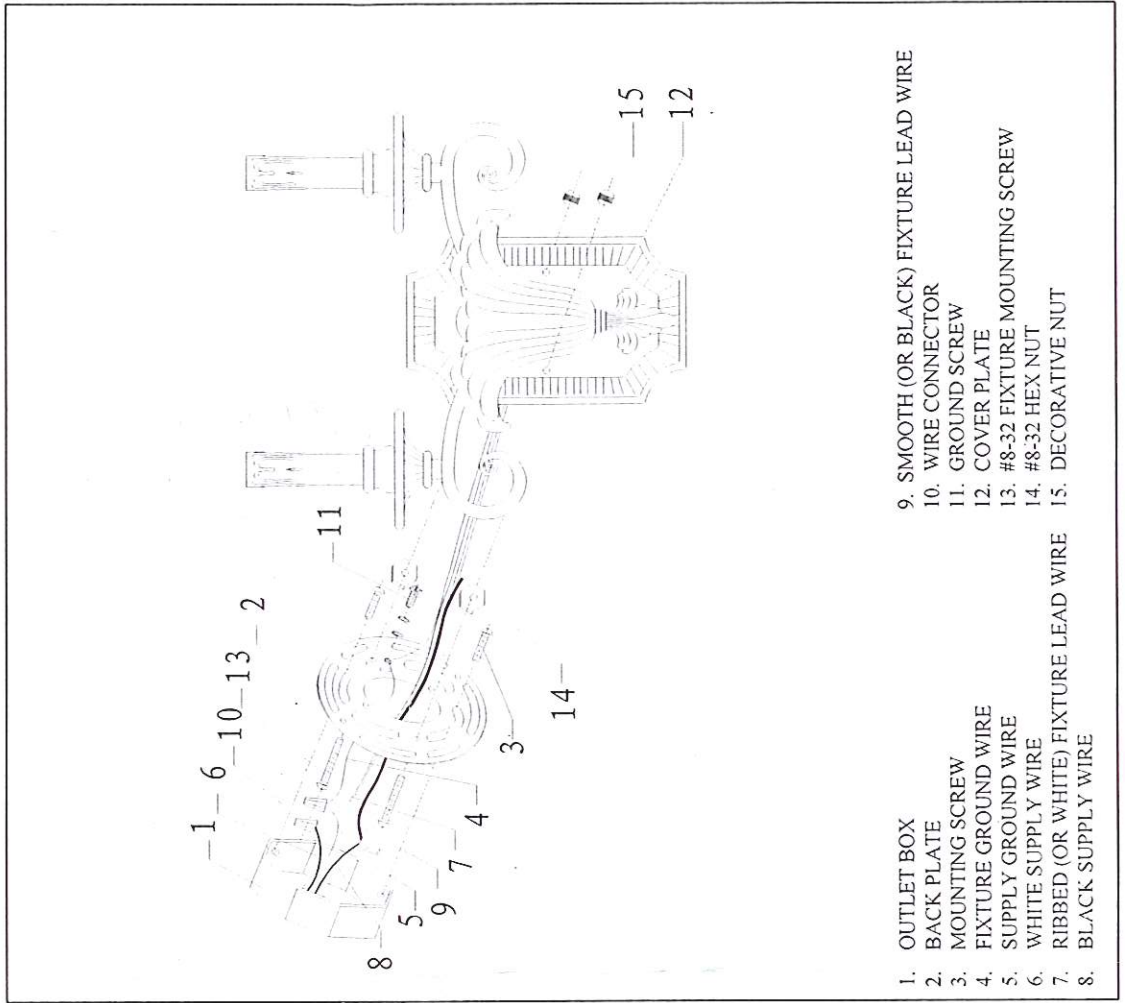 1 6 10 13 2
11
8
5
9
7
4
3
14
15
12
1. OUTLET BOX
2. BACK PLATE
3. MOUNTING SCREW
4. FIXTURE GROUND WIRE
5. SUPPLY GROUND WIRE
6. WHITE SUPPLY WIRE
7. RIBBED (OR WHITE) FIXTURE LEAD WIRE
8. BLACK SUPPLY WIRE
9. SMOOTH (OR BLACK) FIXTURE LEAD WIRE
10. WIRE CONNECTOR
11. GROUND SCREW
12. COVER PLATE
13. #8-32 FIXTURE MOUNTING SCREW
14. #8-32 HEX NUT
15. DECORATIVE NUT